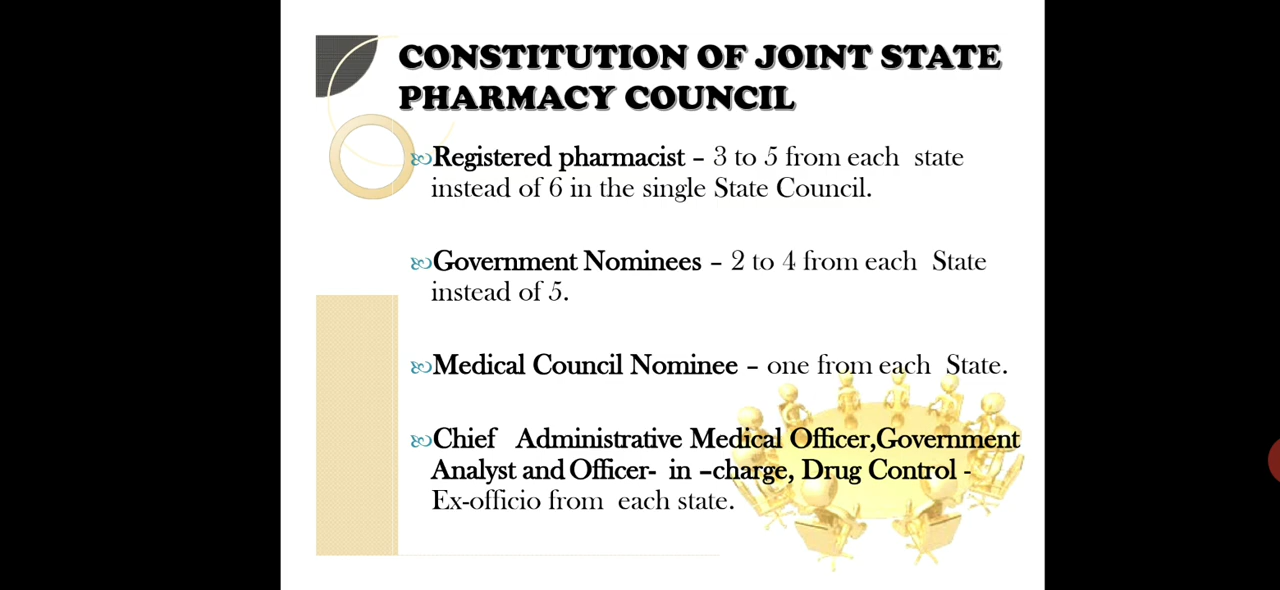 CONSTITUTION OF JOINT STATE
PHARMACY COUNCIL
Registered pharmacist – 3 to 5 from each state
instead of 6 in the single State Council.
Government Nominees – 2 to 4 from each State
instead of 5.
Medical Council Nominee – one from each State.
Chief Administrative Medical Officer,Government
Analyst and Officer- in –charge, Drug Control -
Ex-officio from each state.